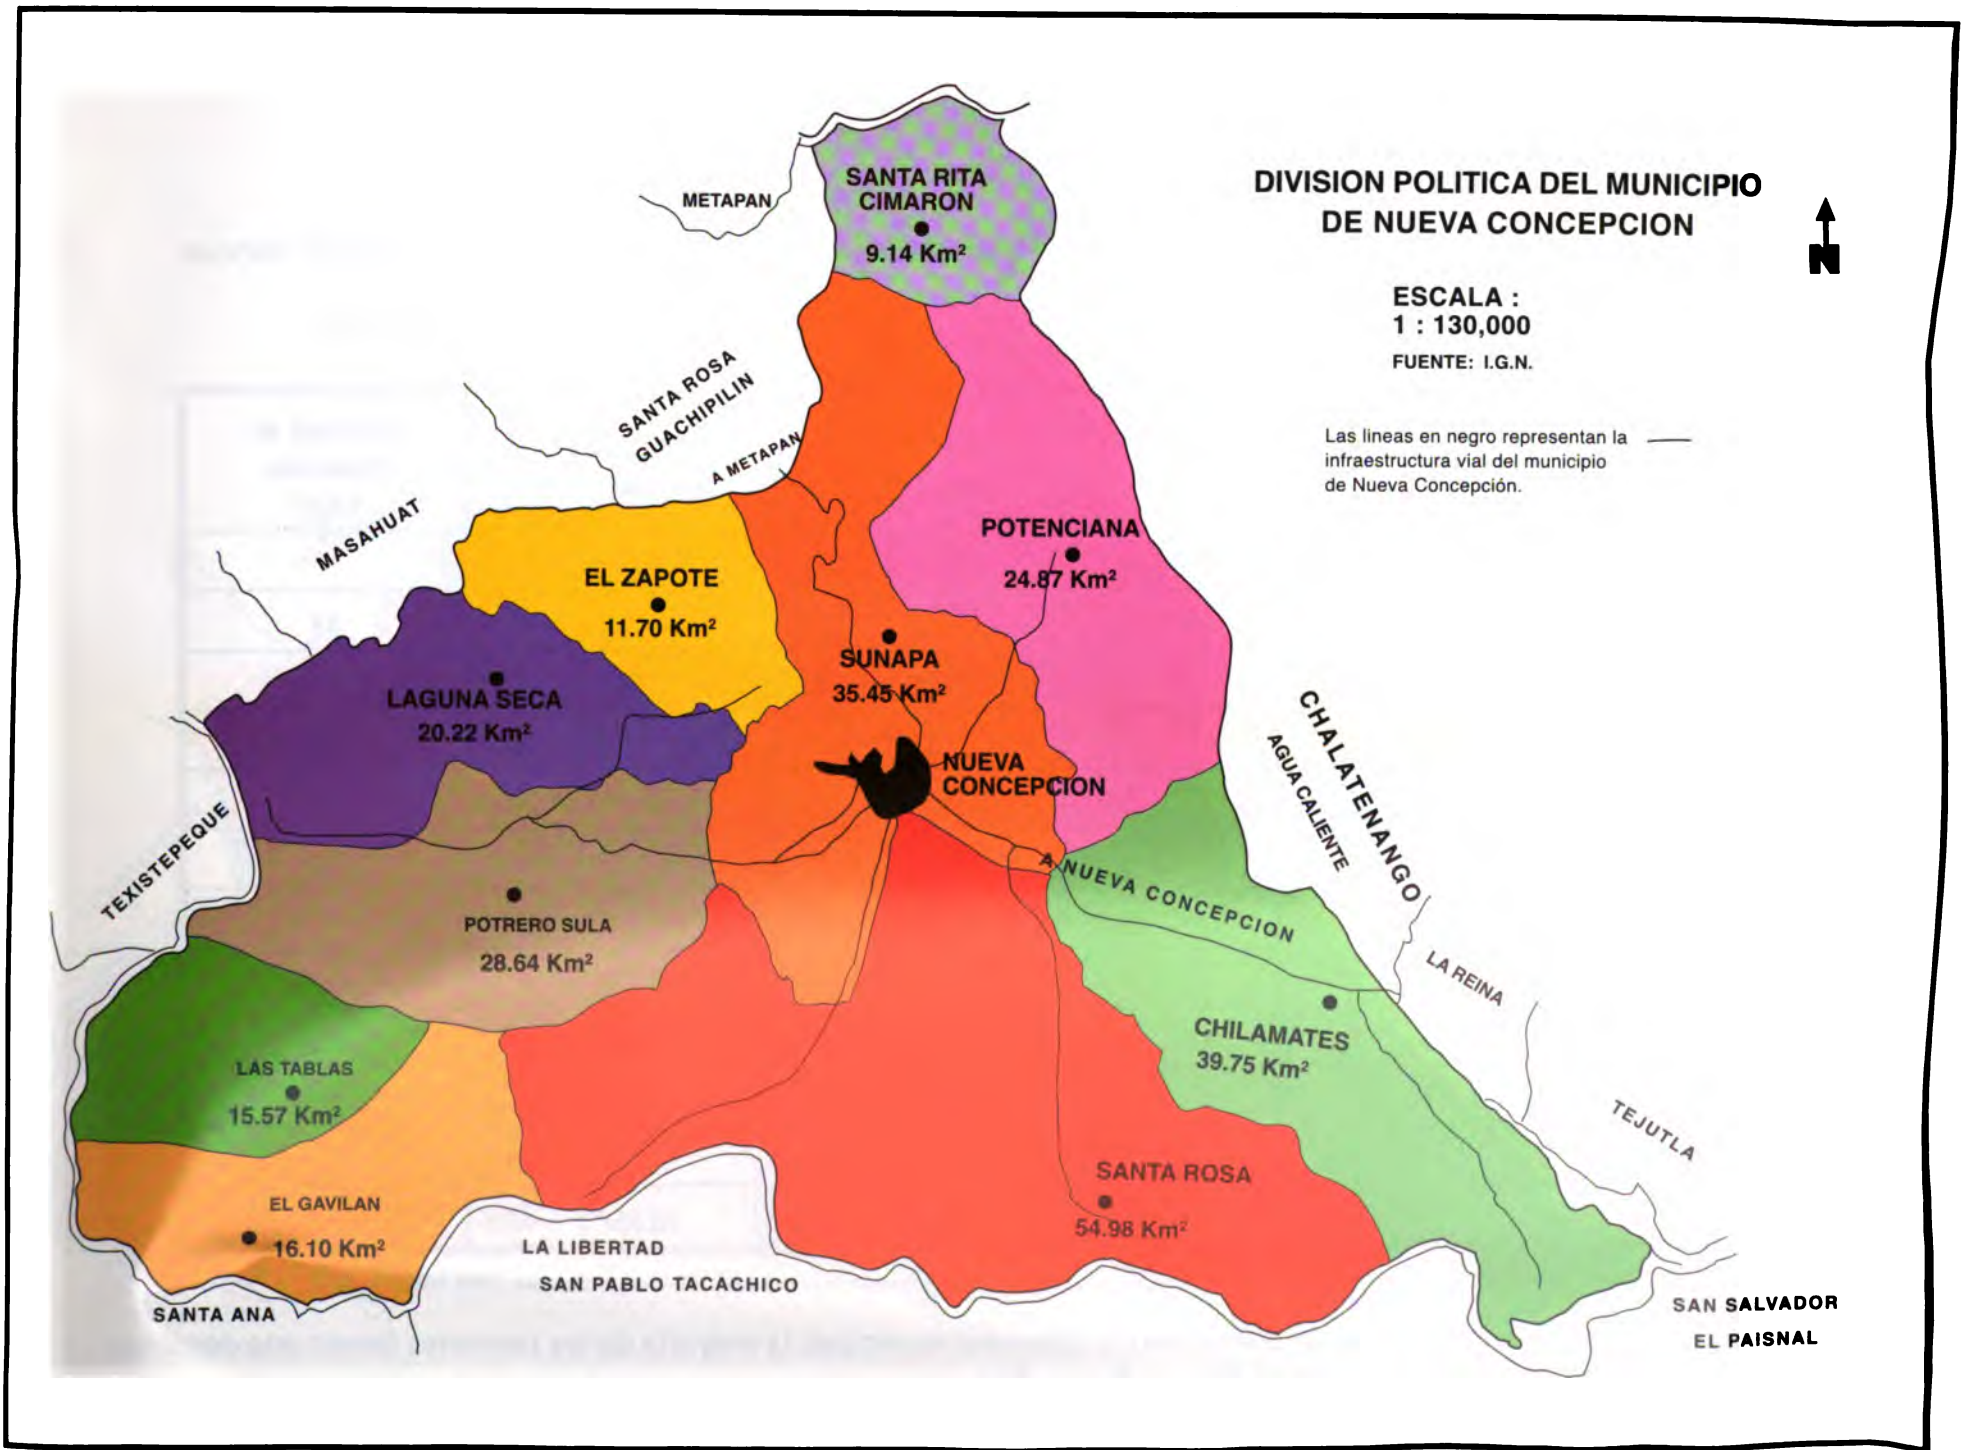 DIVISION POLITICA DEL MUNICIPIO
DE NUEVA CONCEPCION
N
ESCALA :
1 : 130,000
FUENTE: I.G.N.
Las lineas en negro representan la
infraestructura vial del municipio
de Nueva Concepción.
SANTA RITA
CIMARON
9.14 Km²
METAPAN
SANTA ROSA
GUACHIPILIN
A METAPAN
MASAHUAT
POTENCIANA
24.87 Km²
EL ZAPOTE
11.70 Km²
SUNAPA
35.45 Km²
LAGUNA SECA
20.22 Km²
NUEVA
CONCEPCION
CHALATENANGO
AGUA CALIENTE
TEXISTEPEQUE
A NUEVA CONCEPCION
POTRERO SULA
28.64 Km²
LA REINA
CHILAMATES
39.75 Km²
LAS TABLAS
15.57 Km²
TEJUTLA
SANTA ROSA
54.98 Km²
EL GAVILAN
16.10 Km²
LA LIBERTAD
SAN PABLO TACACHICO
SANTA ANA
SAN SALVADOR
EL PAISNAL